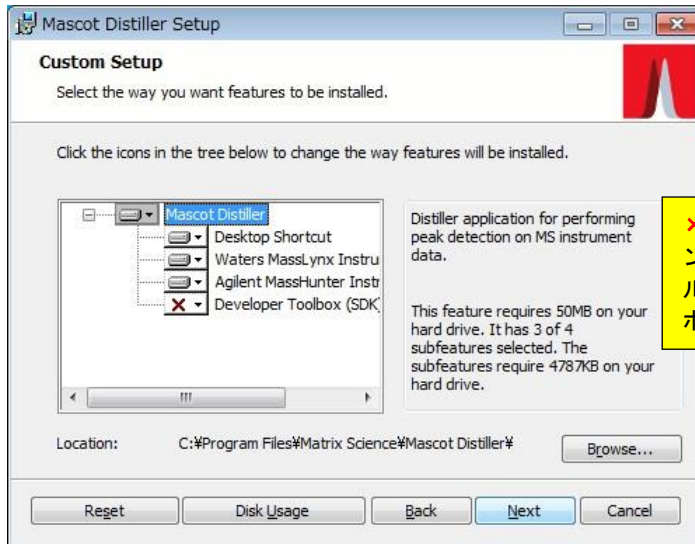 Mascot Distiller Setup
Custom Setup
Select the way you want features to be installed.
Click the icons in the tree below to change the way features will be installed.
Mascot Distiller
Desktop Shortcut
Waters MassLynx Instru
Agilent MassHunter Instr
Developer Toolbox (SDK
Distiller application for performing
peak detection on MS instrument
data.
This feature requires 50MB on your
hard drive. It has 3 of 4
subfeatures selected. The
subfeatures require 4787KB on your
hard drive.
×
ン
ル
ポ
Location: C:¥Program Files¥Matrix Science¥Mascot Distiller¥ Browse...
Reset Disk Usage Back Next Cancel